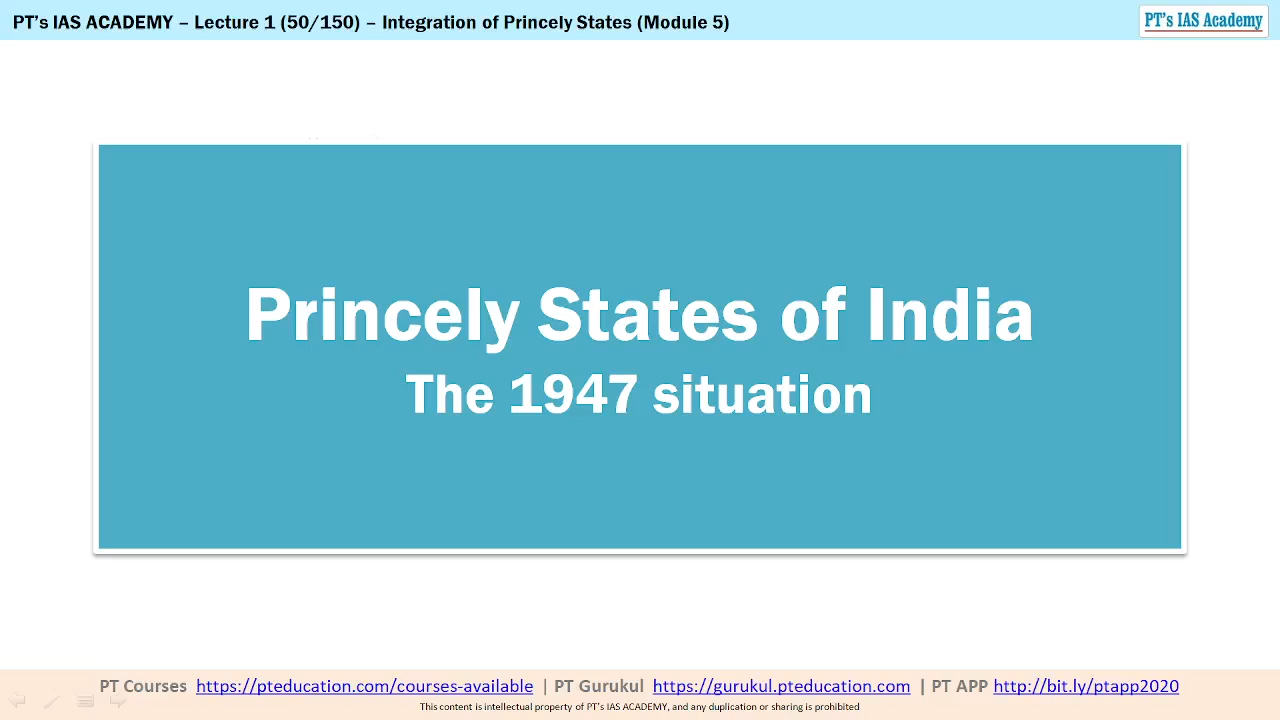 PT's IAS ACADEMY – Lecture 1 (50/150) – Integration of Princely States (Module 5)
PT's IAS Academy
Princely States of India
The 1947 situation
PT Courses https://pteducation.com/courses-available | PT Gurukul https://gurukul.pteducation.com | PT APP http://bit.ly/ptapp2020
This content is intellectual property of PT's IAS ACADEMY, and any duplication or sharing is prohibited